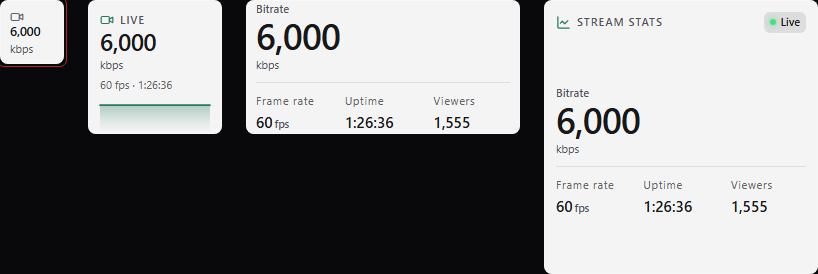 6,000
kbps
LIVE
6,000
kbps
60 fps · 1:26:36
Bitrate
6,000
kbps
Frame rate Uptime Viewers
60 fps 1:26:36 1,555
STREAM STATS Live
Bitrate
6,000
kbps
Frame rate Uptime Viewers
60 fps 1:26:36 1,555